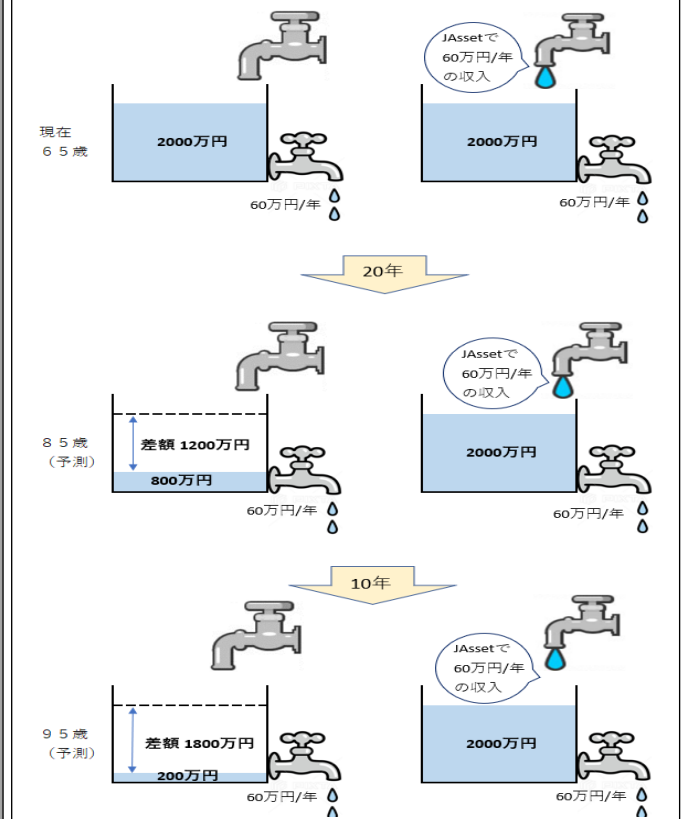 現在
６５歳
2000万円
60万円/年
JAssetで
60万円/年
の収入
2000万円
60万円/年
20年
８５歳
（予測）
差額 1200万円
800万円
60万円/年
JAssetで
60万円/年
の収入
2000万円
60万円/年
10年
９５歳
（予測）
差額 1800万円
200万円
60万円/年
JAssetで
60万円/年
の収入
2000万円
60万円/年